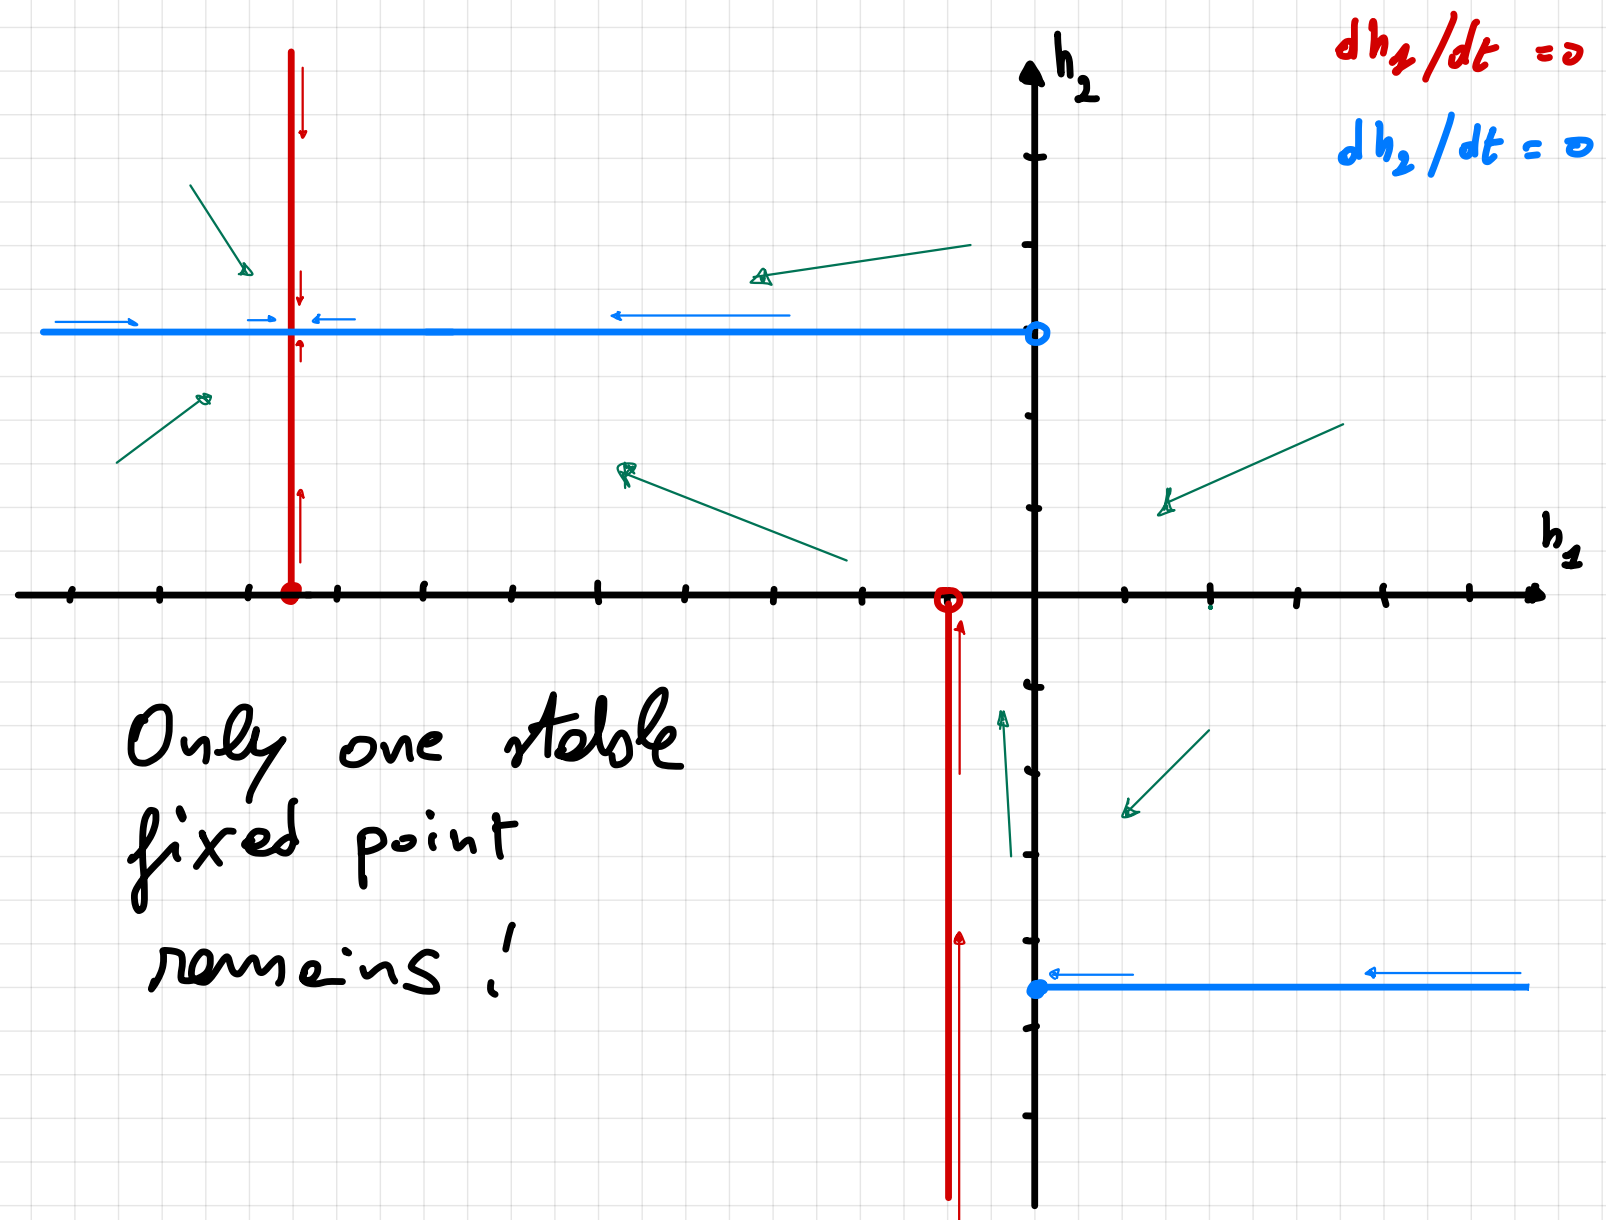 dh₁/dt = 0
h₂
dh₂/dt = 0
h₁
Only one stable
fixed point
remains !